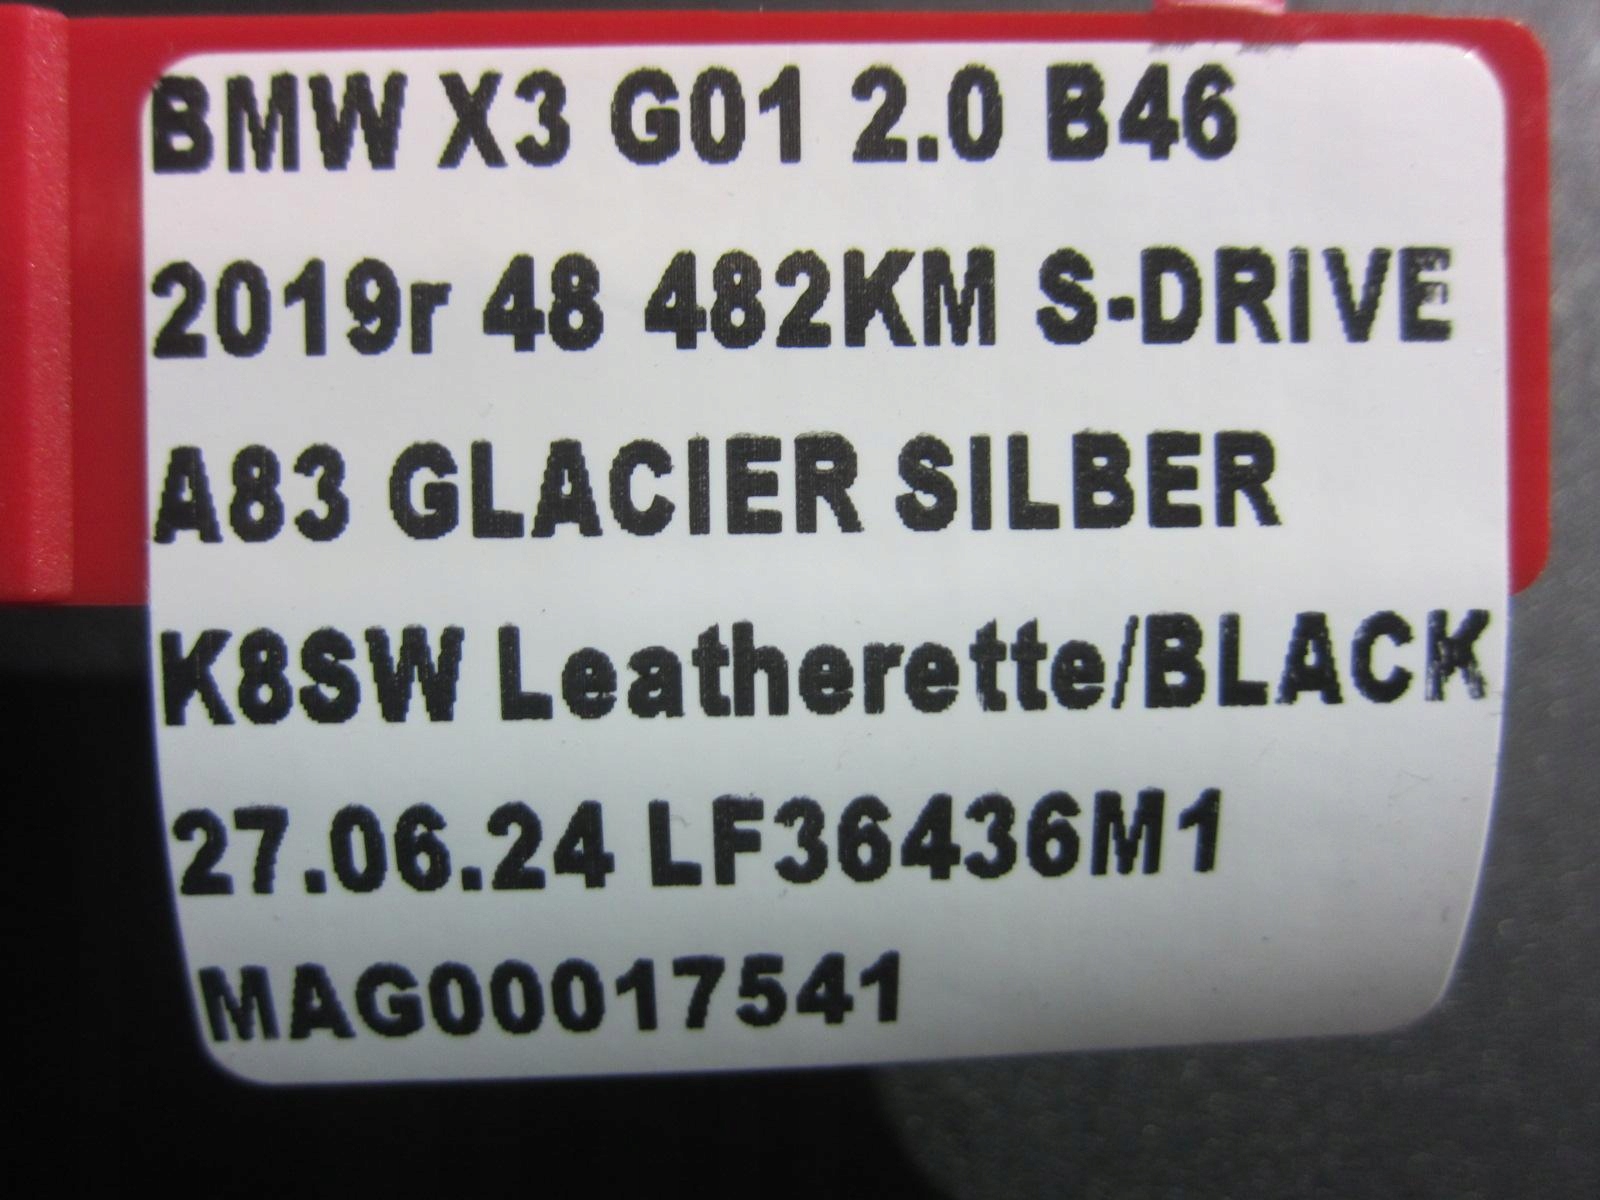 BMW X3 G01 2.0 B46
2019r 48 482KM S-DRIVE
A83 GLACIER SILBER
K8SW Leatherette/BLACK
27.06.24 LF36436M1
MAG00017541